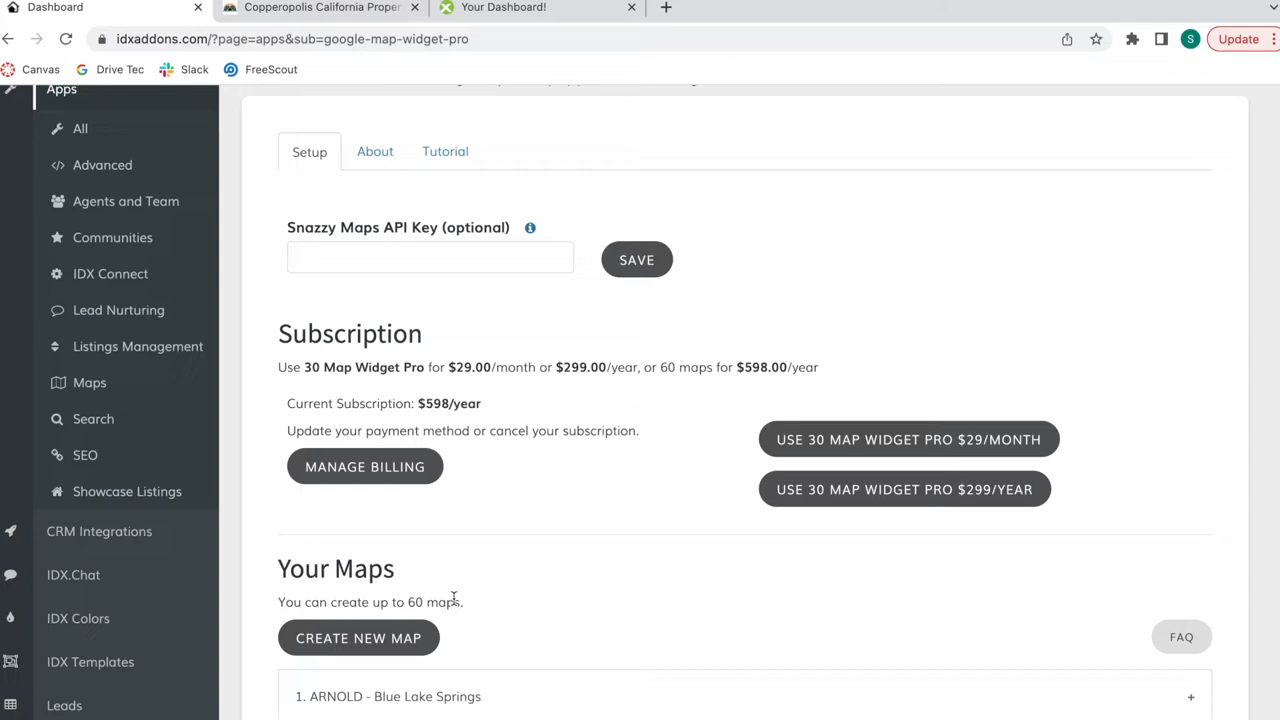 Dashboard
Copperopolis California Proper
Your Dashboard!
idxaddons.com/?page=apps&sub=google-map-widget-pro
S
Update
Canvas
Drive Tec
Slack
FreeScout
Apps
All
Advanced
Agents and Team
Communities
IDX Connect
Lead Nurturing
Listings Management
Maps
Search
SEO
Showcase Listings
CRM Integrations
IDX.Chat
IDX Colors
IDX Templates
Leads
Setup
About
Tutorial
Snazzy Maps API Key (optional)
SAVE
Subscription
Use 30 Map Widget Pro for $29.00/month or $299.00/year, or 60 maps for $598.00/year
Current Subscription: $598/year
Update your payment method or cancel your subscription.
MANAGE BILLING
USE 30 MAP WIDGET PRO $29/MONTH
USE 30 MAP WIDGET PRO $299/YEAR
Your Maps
You can create up to 60 maps.
CREATE NEW MAP
FAQ
1. ARNOLD - Blue Lake Springs
+